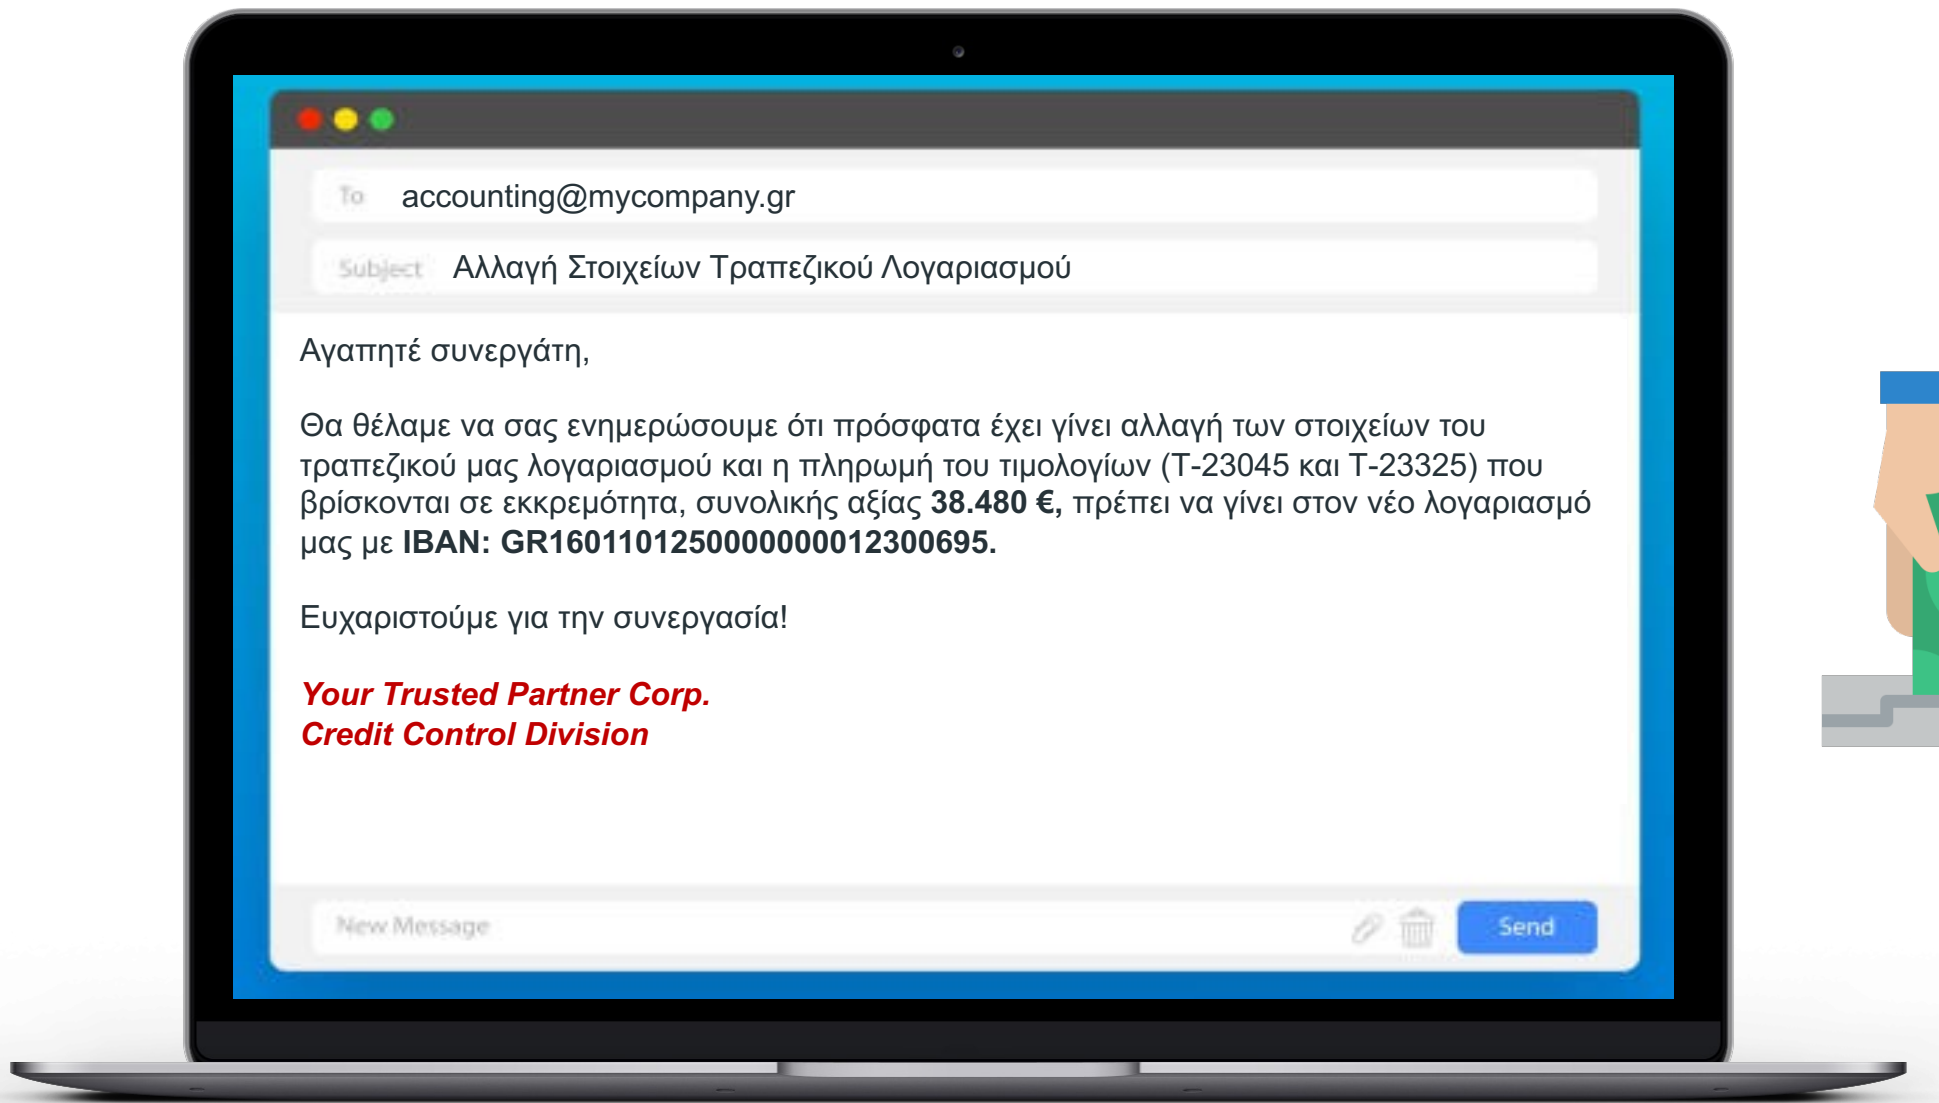 To accounting@mycompany.gr
Subject Αλλαγή Στοιχείων Τραπεζικού Λογαριασμού
Αγαπητέ συνεργάτη,
Θα θέλαμε να σας ενημερώσουμε ότι πρόσφατα έχει γίνει αλλαγή των στοιχείων του
τραπεζικού μας λογαριασμού και η πληρωμή του τιμολογίων (Τ-23045 και Τ-23325) που
βρίσκονται σε εκκρεμότητα, συνολικής αξίας 38.480 €, πρέπει να γίνει στον νέο λογαριασμό
μας με IBAN: GR1601101250000000012300695.
Ευχαριστούμε για την συνεργασία!
Your Trusted Partner Corp.
Credit Control Division
New Message Send